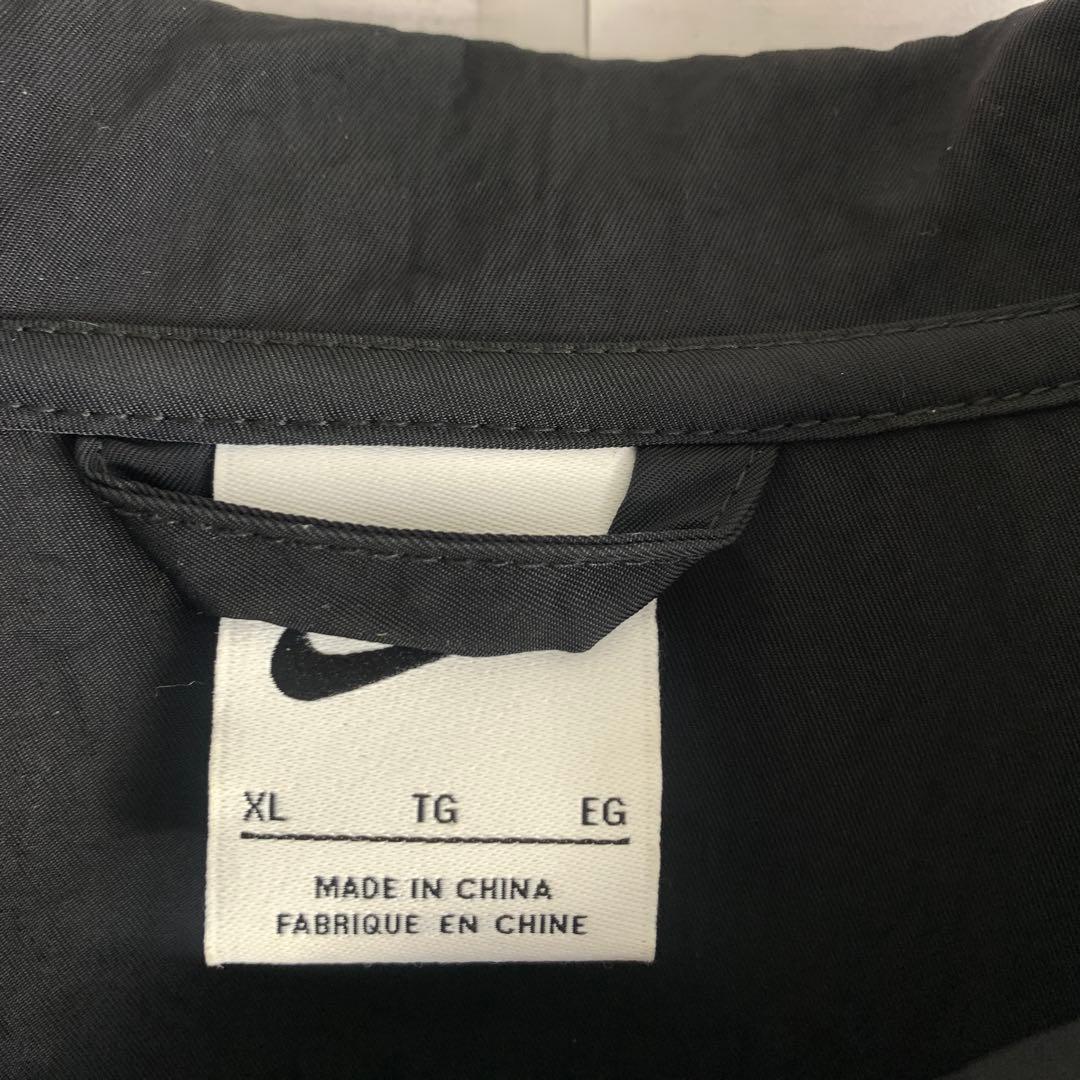 XL TG EG
MADE IN CHINA
FABRIQUE EN CHINE